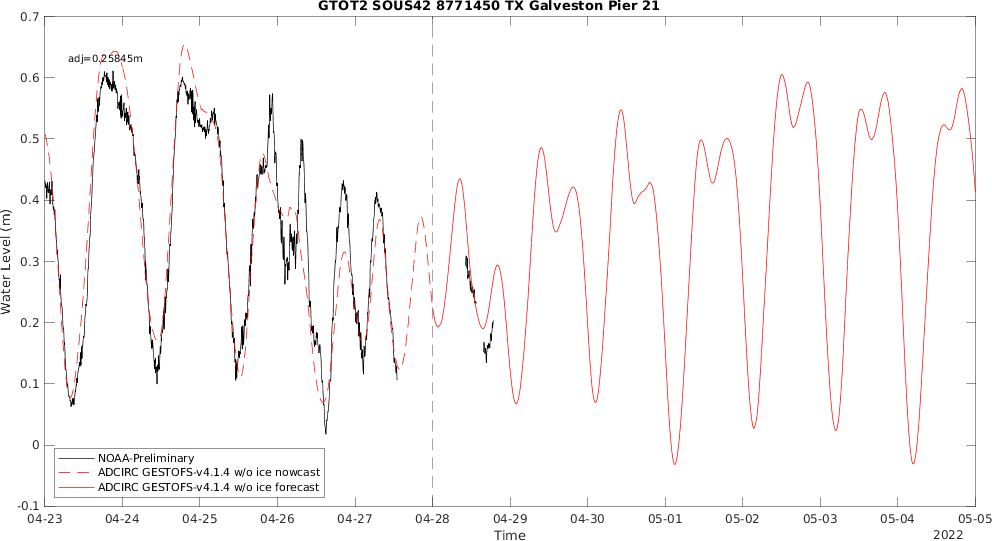 GTOT2 SOUS42 8771450 TX Galveston Pier 21
0.7
0.6
0.5
0.4
0.3
0.2
0.1
0
-0.1
Water Level (m)
adj=0.25845m
NOAA-Preliminary
ADCIRC GESTOFS-v4.1.4 w/o ice nowcast
ADCIRC GESTOFS-v4.1.4 w/o ice forecast
04-23 04-24 04-25 04-26 04-27 04-28 04-29 04-30 05-01 05-02 05-03 05-04 05-05
Time
2022